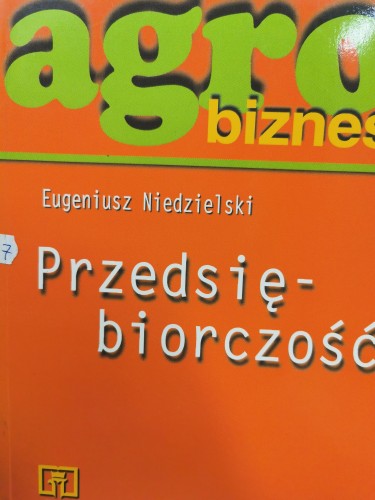 agro
biznes
Eugeniusz Niedzielski
7
Przedsię-
biorczość